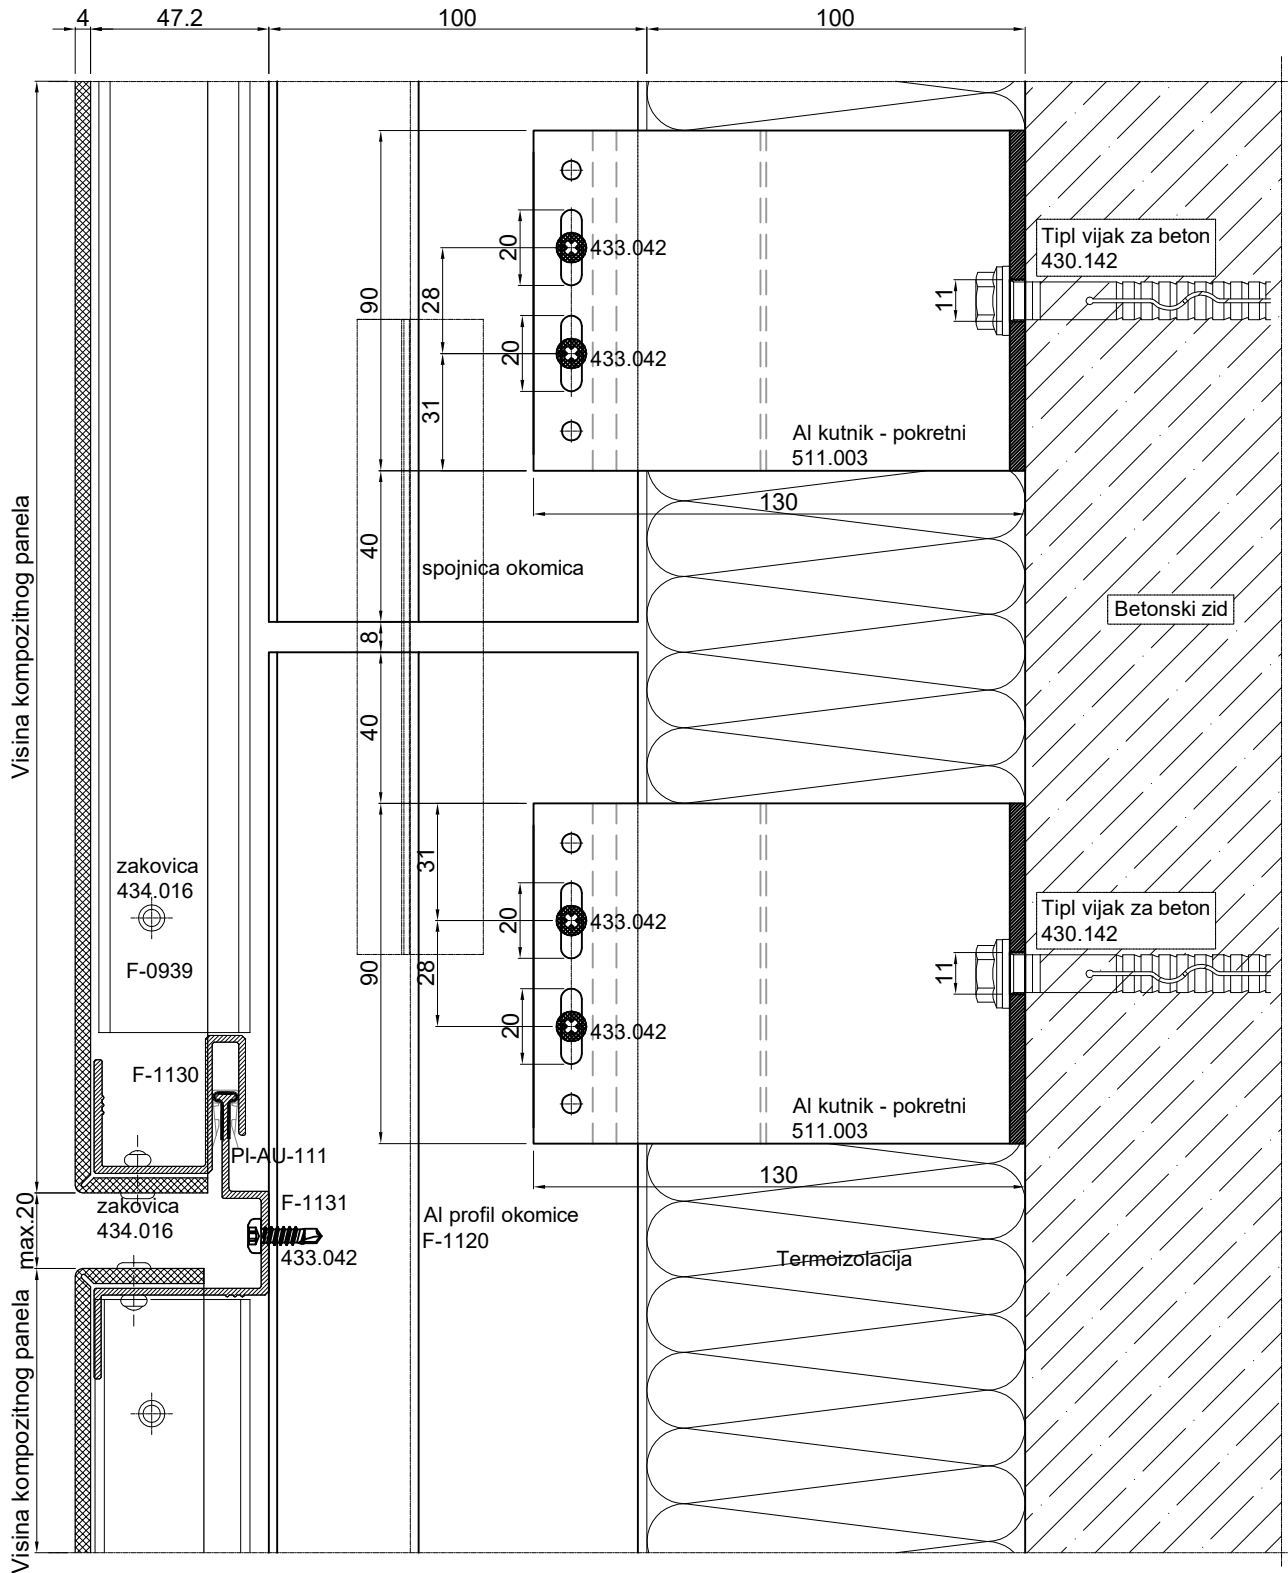 4
47.2
100
100
Tipl vijak za beton
430.142
20
433.042
90
28
11
20
433.042
31
Al kutnik - pokretni
511.003
130
Visina kompozitnog panela
40
spojnica okomica
Betonski zid
8
40
31
zakovica
434.016
Tipl vijak za beton
430.142
20
433.042
F-0939
90
28
11
20
433.042
F-1130
Al kutnik - pokretni
511.003
PI-AU-111
130
max.20
zakovica
434.016
F-1131
Al profil okomice
F-1120
433.042
Termoizolacija
Visina kompozitnog panela